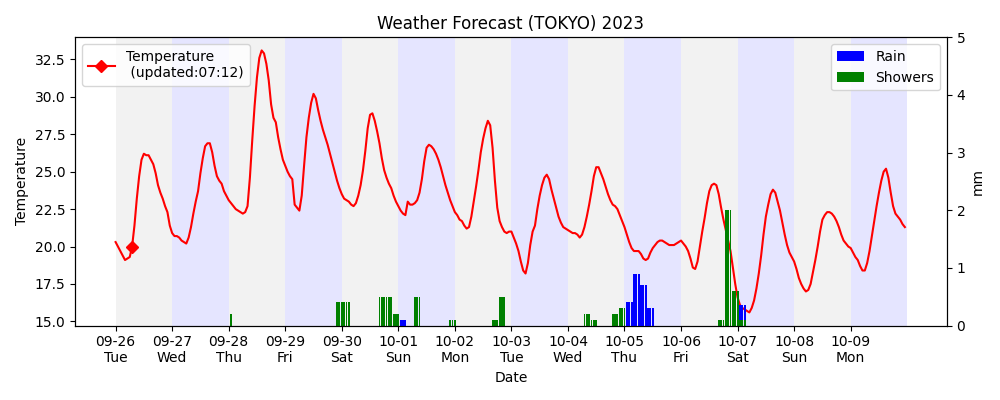 Weather Forecast (TOKYO) 2023
Temperature
(updated:07:12)
Rain
Showers
Temperature
32.5
30.0
27.5
25.0
22.5
20.0
17.5
15.0
5
4
3
2
1
0
mm
09-26 09-27 09-28 09-29 09-30 10-01 10-02 10-03 10-04 10-05 10-06 10-07 10-08 10-09
Tue Wed Thu Fri Sat Sun Mon Tue Wed Thu Fri Sat Sun Mon
Date